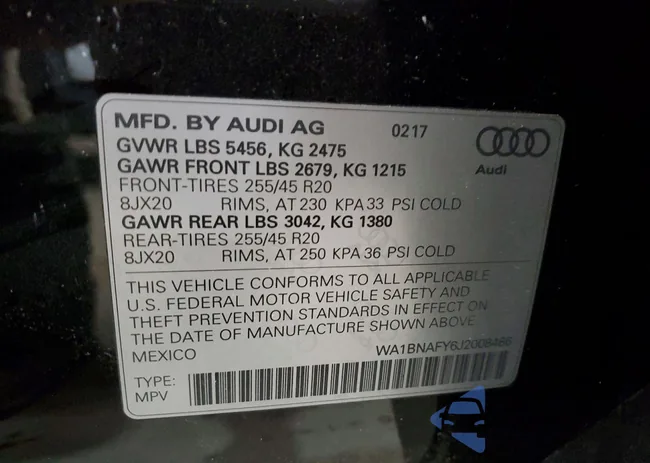 MFD. BY AUDI AG 0217
GVWR LBS 5456, KG 2475
GAWR FRONT LBS 2679, KG 1215
FRONT-TIRES 255/45 R20
8JX20 RIMS, AT 230 KPA 33 PSI COLD
GAWR REAR LBS 3042, KG 1380
REAR-TIRES 255/45 R20
8JX20 RIMS, AT 250 KPA 36 PSI COLD
Audi
THIS VEHICLE CONFORMS TO ALL APPLICABLE
U.S. FEDERAL MOTOR VEHICLE SAFETY AND
THEFT PREVENTION STANDARDS IN EFFECT ON
THE DATE OF MANUFACTURE SHOWN ABOVE
MEXICO WA1BNAFY6J2008466
TYPE:
MPV